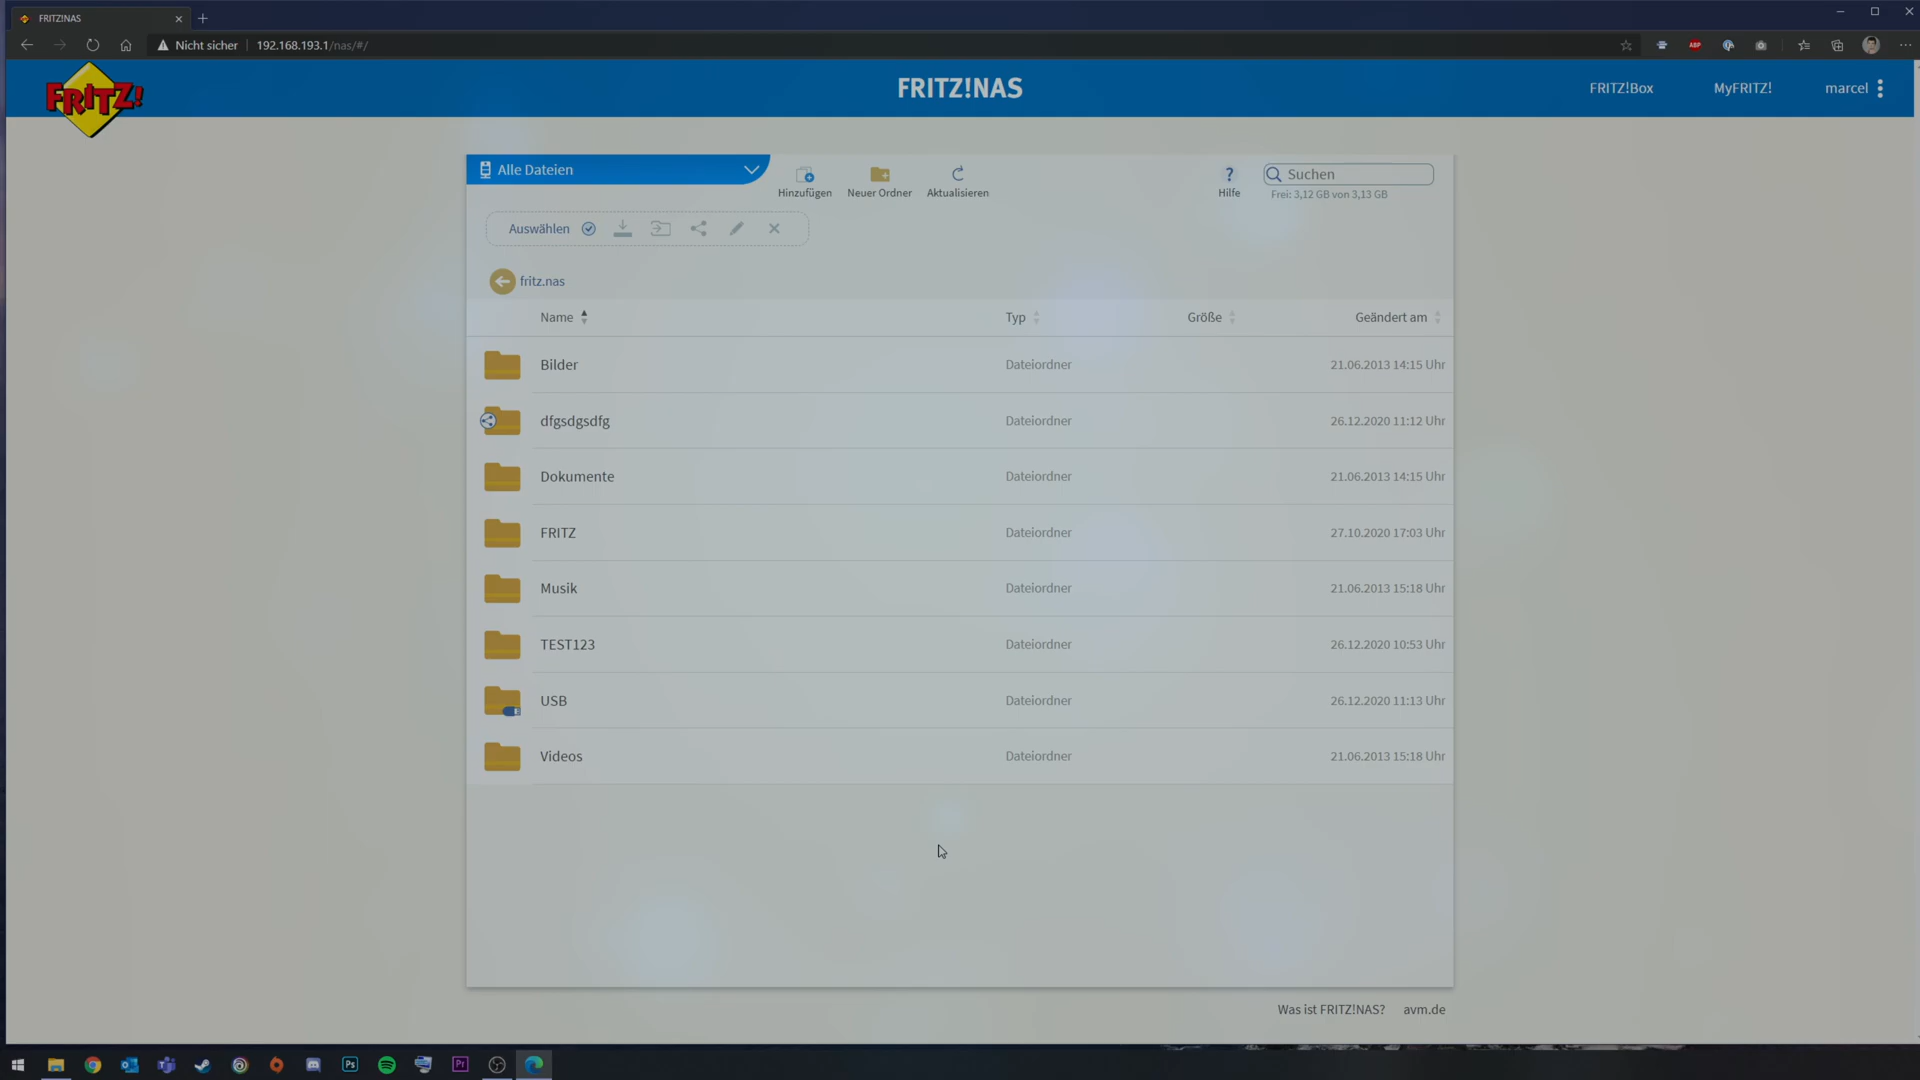 FRITZ!NAS
Nicht sicher 192.168.193.1/nas/#/
ABP
FRITZ!
FRITZ!NAS
FRITZ!Box MyFRITZ! marcel
Alle Dateien
Hinzufügen Neuer Ordner Aktualisieren
? Hilfe
Suchen
Frei: 3,12 GB von 3,13 GB
Auswählen
fritz.nas
Name Typ Größe Geändert am
Bilder Dateiordner 21.06.2013 14:15 Uhr
dfgsdgsdfg Dateiordner 26.12.2020 11:12 Uhr
Dokumente Dateiordner 21.06.2013 14:15 Uhr
FRITZ Dateiordner 27.10.2020 17:03 Uhr
Musik Dateiordner 21.06.2013 15:18 Uhr
TEST123 Dateiordner 26.12.2020 10:53 Uhr
USB Dateiordner 26.12.2020 11:13 Uhr
Videos Dateiordner 21.06.2013 15:18 Uhr
Was ist FRITZ!NAS? avm.de
Ps Pr